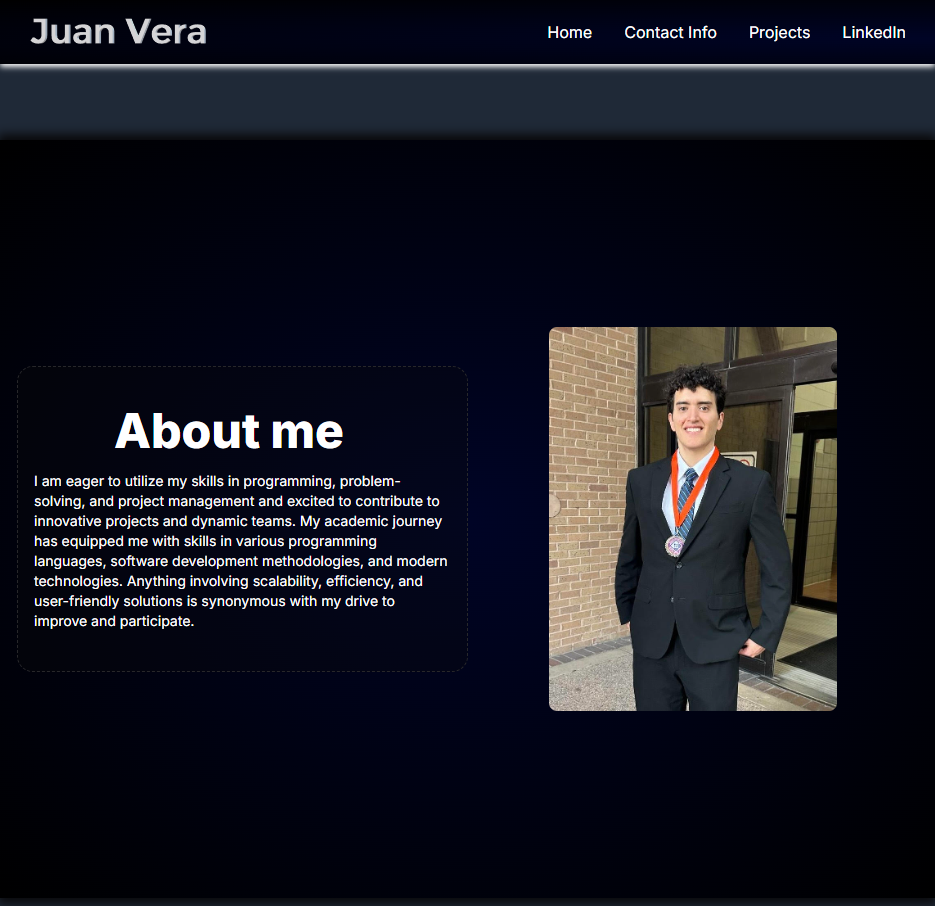 Juan Vera
Home Contact Info Projects LinkedIn
About me
I am eager to utilize my skills in programming, problem-
solving, and project management and excited to contribute to
innovative projects and dynamic teams. My academic journey
has equipped me with skills in various programming
languages, software development methodologies, and modern
technologies. Anything involving scalability, efficiency, and
user-friendly solutions is synonymous with my drive to
improve and participate.